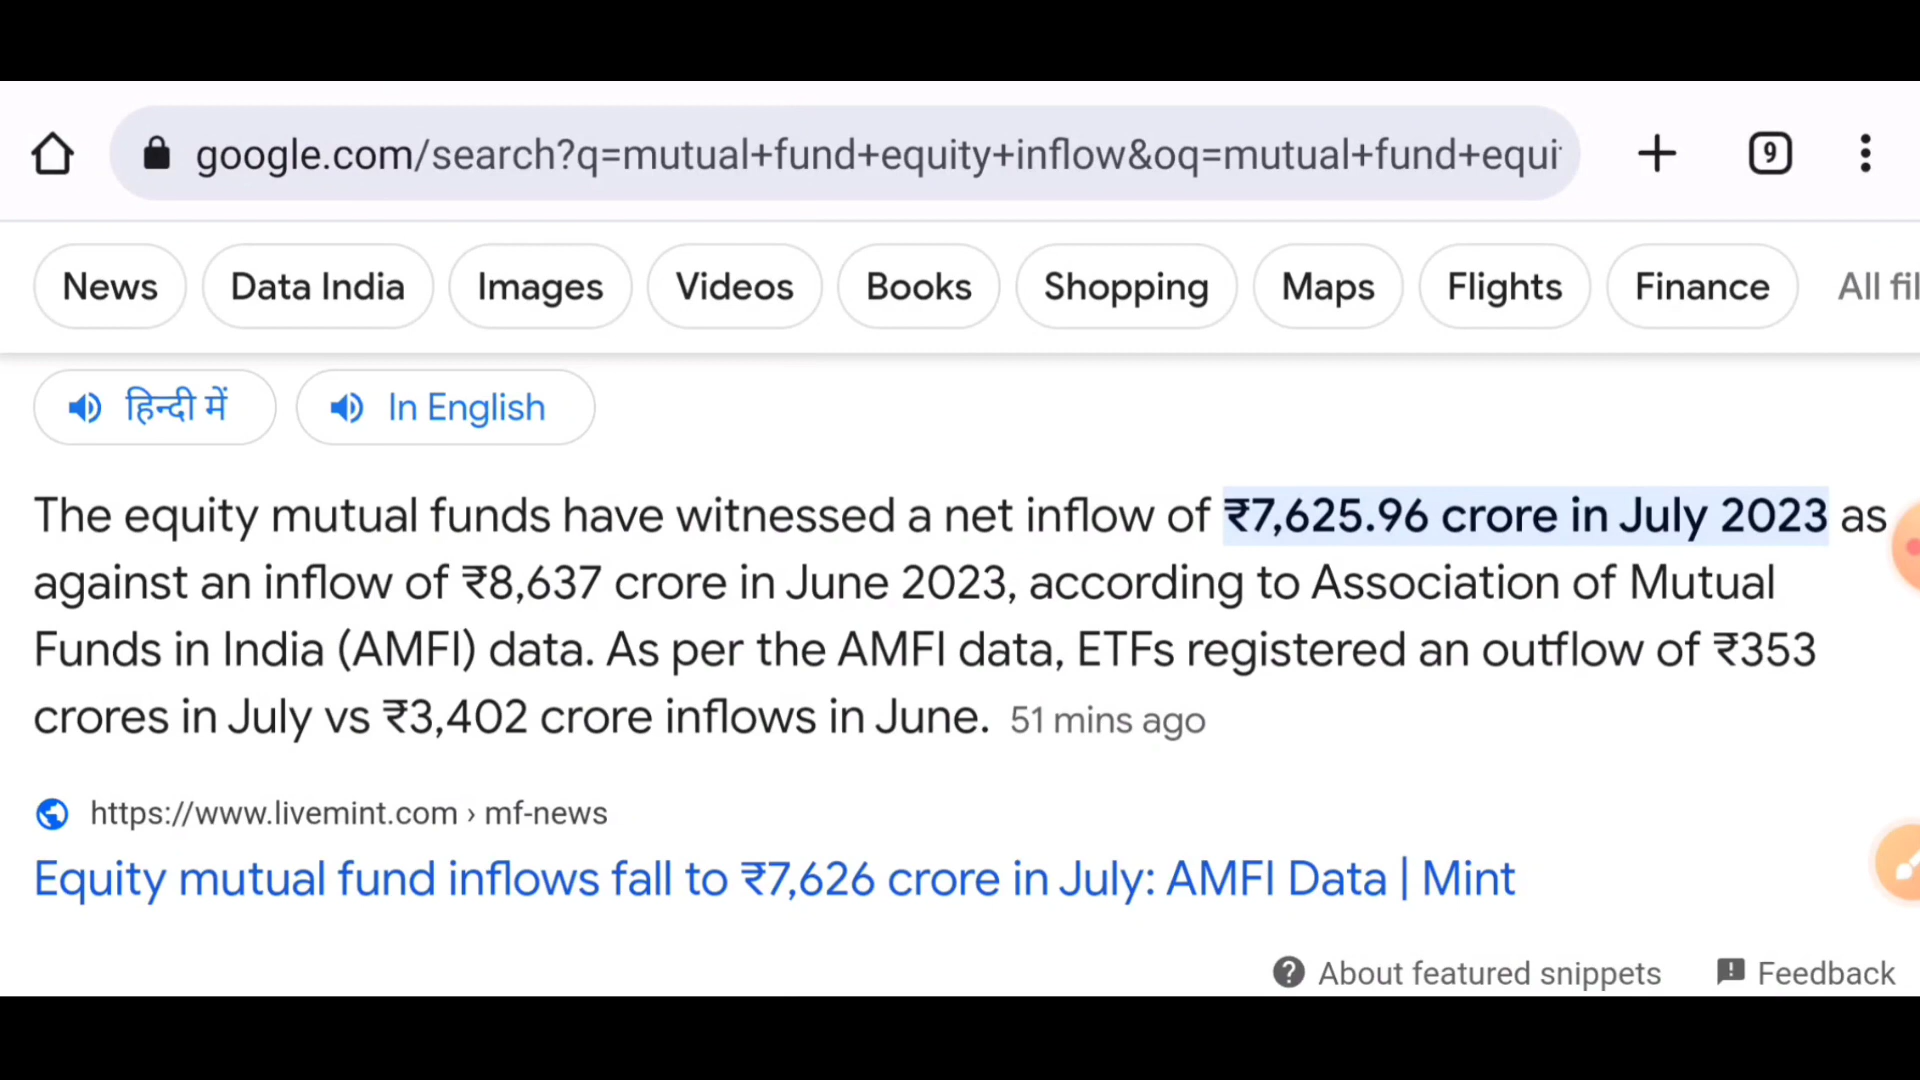 google.com/search?q=mutual+fund+equity+inflow&oq=mutual+fund+equi
9
News Data India Images Videos Books Shopping Maps Flights Finance All fil
हिन्दी में In English
The equity mutual funds have witnessed a net inflow of ₹7,625.96 crore in July 2023 as
against an inflow of ₹8,637 crore in June 2023, according to Association of Mutual
Funds in India (AMFI) data. As per the AMFI data, ETFs registered an outflow of ₹353
crores in July vs ₹3,402 crore inflows in June. 51 mins ago
https://www.livemint.com › mf-news
Equity mutual fund inflows fall to ₹7,626 crore in July: AMFI Data | Mint
About featured snippets Feedback